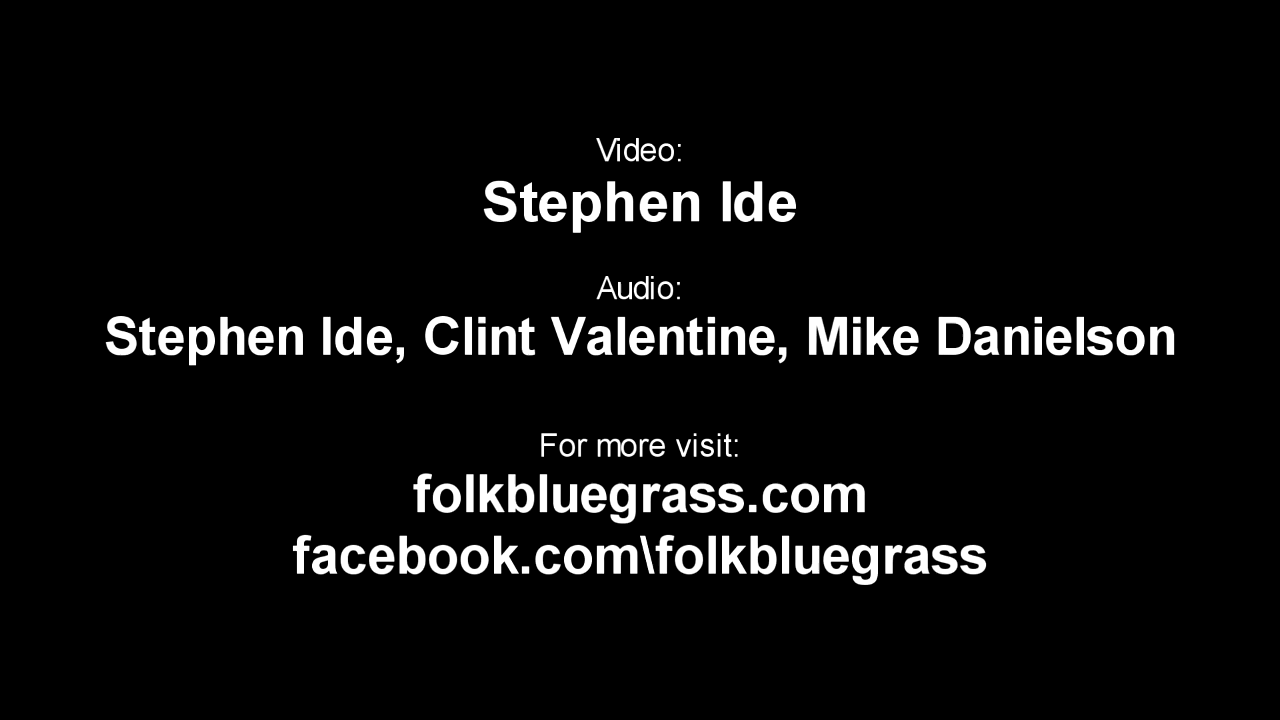 Video:
Stephen Ide
Audio:
Stephen Ide, Clint Valentine, Mike Danielson
For more visit:
folkbluegrass.com
facebook.com\folkbluegrass